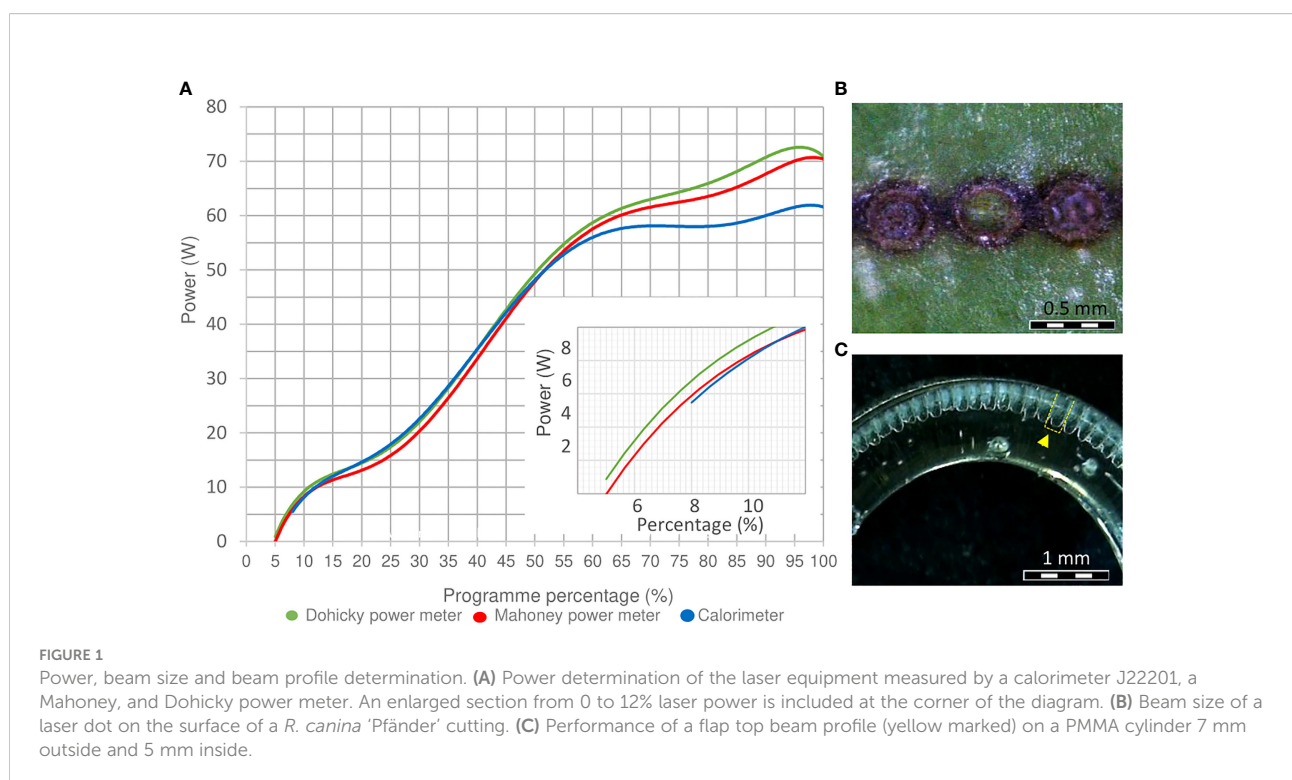 A
80
70
60
50
40
30
20
10
0
Power (W)
0 5 10 15 20 25 30 35 40 45 50 55 60 65 70 75 80 85 90 95 100
Programme percentage (%)
Dohicky power meter Mahoney power meter Calorimeter
8
6
4
2
Power (W)
6 8 10
Percentage (%)
B
0.5 mm
C
1 mm
FIGURE 1
Power, beam size and beam profile determination. (A) Power determination of the laser equipment measured by a calorimeter J22201, a
Mahoney, and Dohicky power meter. An enlarged section from 0 to 12% laser power is included at the corner of the diagram. (B) Beam size of a
laser dot on the surface of a R. canina ‘Pfänder’ cutting. (C) Performance of a flap top beam profile (yellow marked) on a PMMA cylinder 7 mm
outside and 5 mm inside.